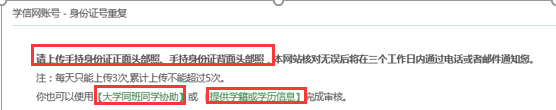 学信网账号 - 身份证号重复
请上传手持身份证正面头部照、手持身份证背面头部照，本网站核对无误后将在三个工作日内通过电话或者邮件通知您。
注：每天只能上传3次,累计上传不能超过5次。
你也可以使用【大学同班同学协助】或【提供学籍或学历信息】完成审核。